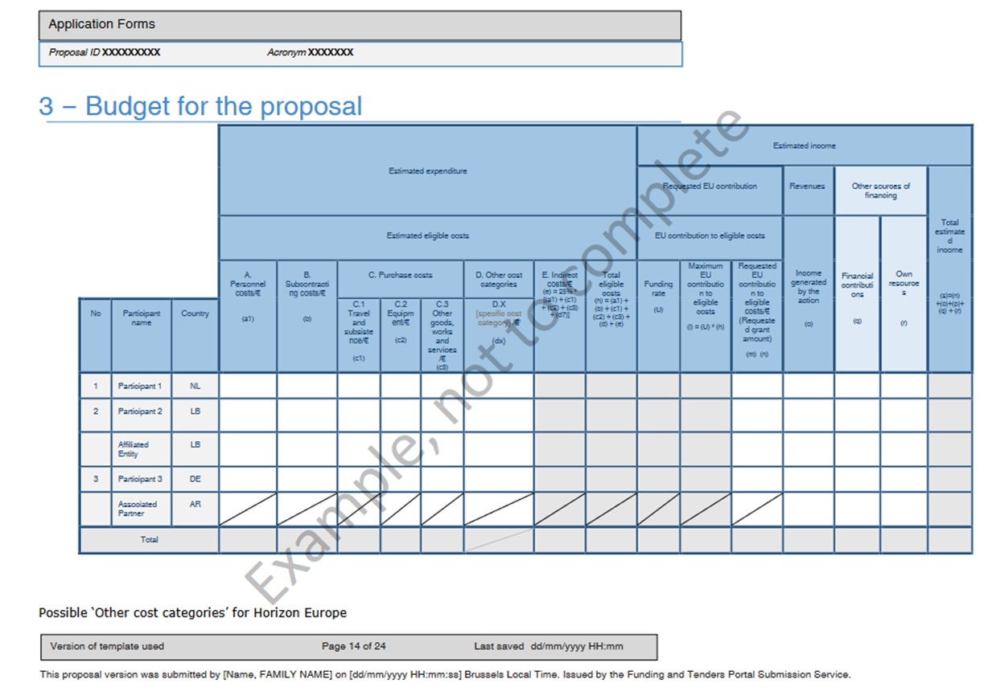 Application Forms
Proposal ID XXXXXXXXX Acronym XXXXXXX
3 – Budget for the proposal
Estimated expenditure
Estimated income
Requested EU contribution
Revenues
Other sources of
financing
Estimated eligible costs
EU contribution to eligible costs
Total
estimate
d
income
(s)=(n)
+(o)+(p)+
(q) + (r)
A.
Personnel
costs/€
(a1)
B.
Subcontracti
ng costs/€
(b)
C. Purchase costs
D. Other cost
categories
E. Indirect
costs/€
(e) = 25% *
[(a1) + (c1)
+ (c2) + (c3)
+(d7)]
Total
eligible
costs
(h) = (a1) +
(b) + (c1) +
(c2) + (c3) +
(d) + (e)
Funding
rate
(U)
Maximum
EU
contributio
n to
eligible
costs
(l) = (U) * (h)
Requested
EU
contributio
n to
eligible
costs/€
(Requeste
d grant
amount)
(m) (n)
Income
generated
by the
action
(o)
Financial
contributi
ons
(q)
Own
resource
s
(r)
No
Participant
name
Country
C.1
Travel
and
subsiste
nce/€
(c1)
C.2
Equipm
ent/€
(c2)
C.3
Other
goods,
works
and
services
/€
(c3)
D.X
[specific cost
category] /€
(dx)
1 Participant 1 NL
2 Participant 2 LB
Affiliated
Entity
LB
3 Participant 3 DE
Associated
Partner
AR
Total
Example, not to complete
Possible ‘Other cost categories’ for Horizon Europe
Version of template used Page 14 of 24 Last saved dd/mm/yyyy HH:mm
This proposal version was submitted by [Name, FAMILY NAME] on [dd/mm/yyyy HH:mm:ss] Brussels Local Time. Issued by the Funding and Tenders Portal Submission Service.